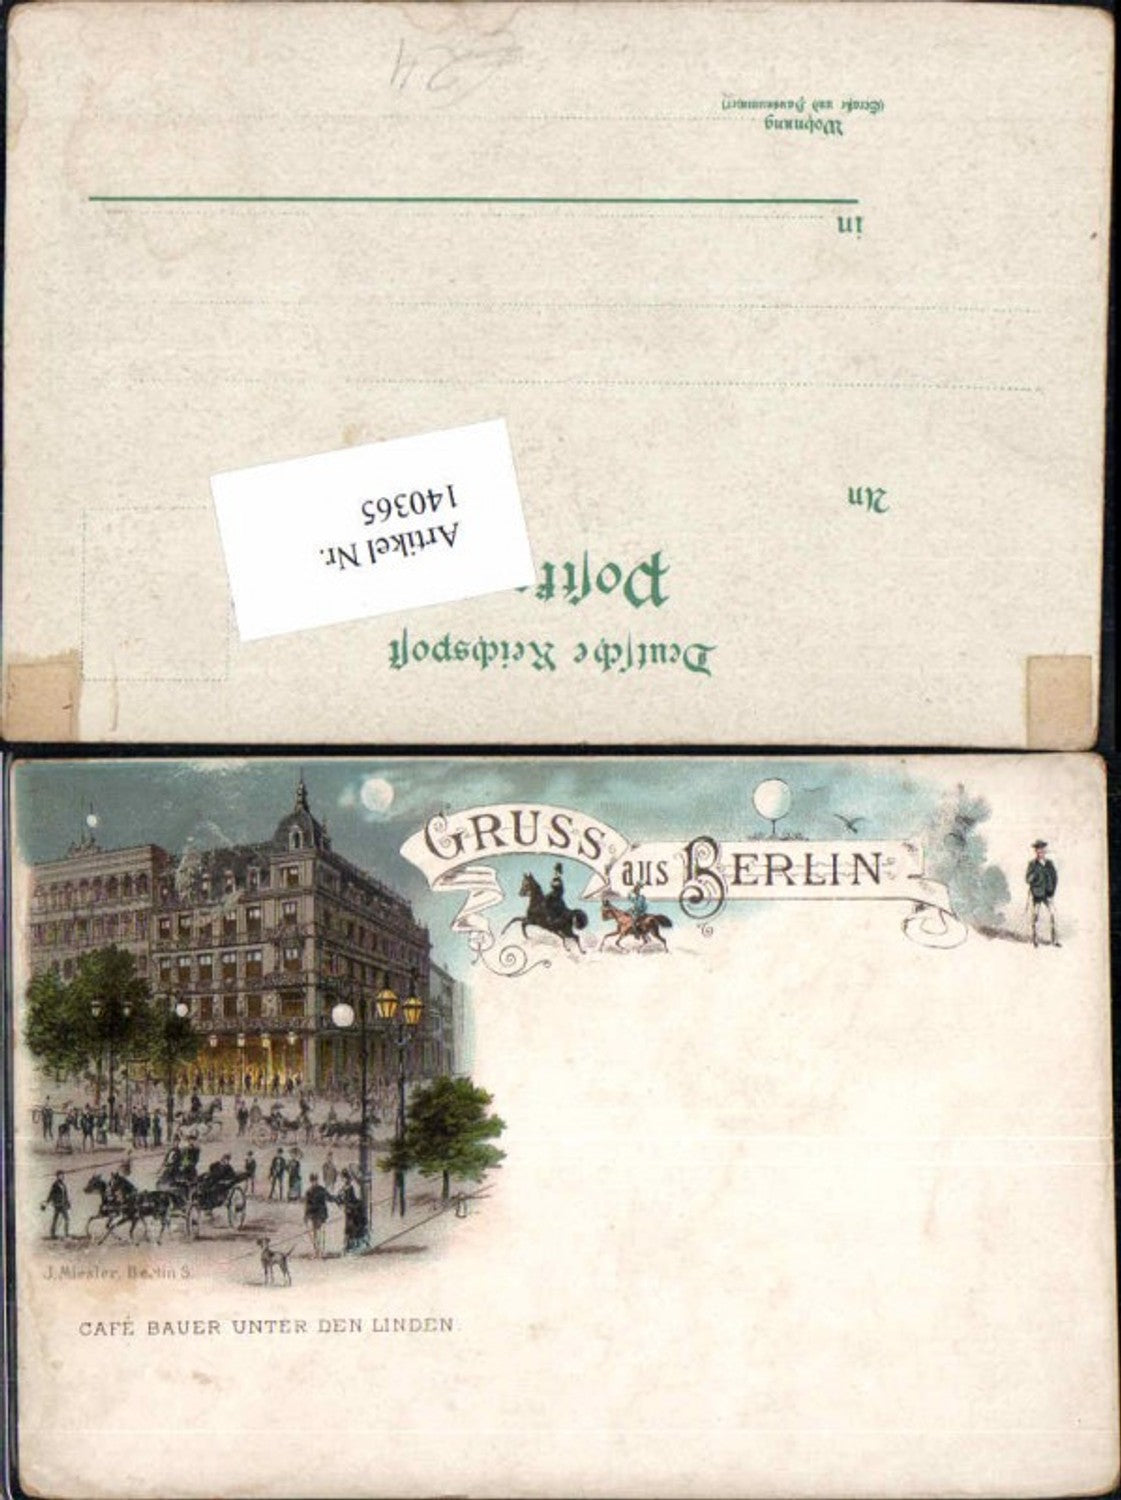 Deutsche Reichspost
Artikel Nr.
140365
An
in
Wohnung
(Straße und Hausnummer)
24
GRUSS aus BERLIN
J. Miesler, Berlin S.
CAFÉ BAUER UNTER DEN LINDEN.